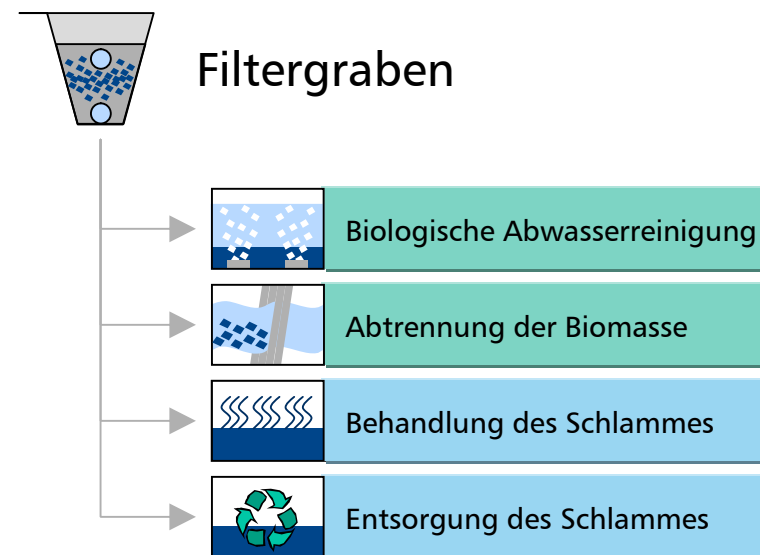 Filtergraben
Biologische Abwasserreinigung
Abtrennung der Biomasse
Behandlung des Schlammes
Entsorgung des Schlammes